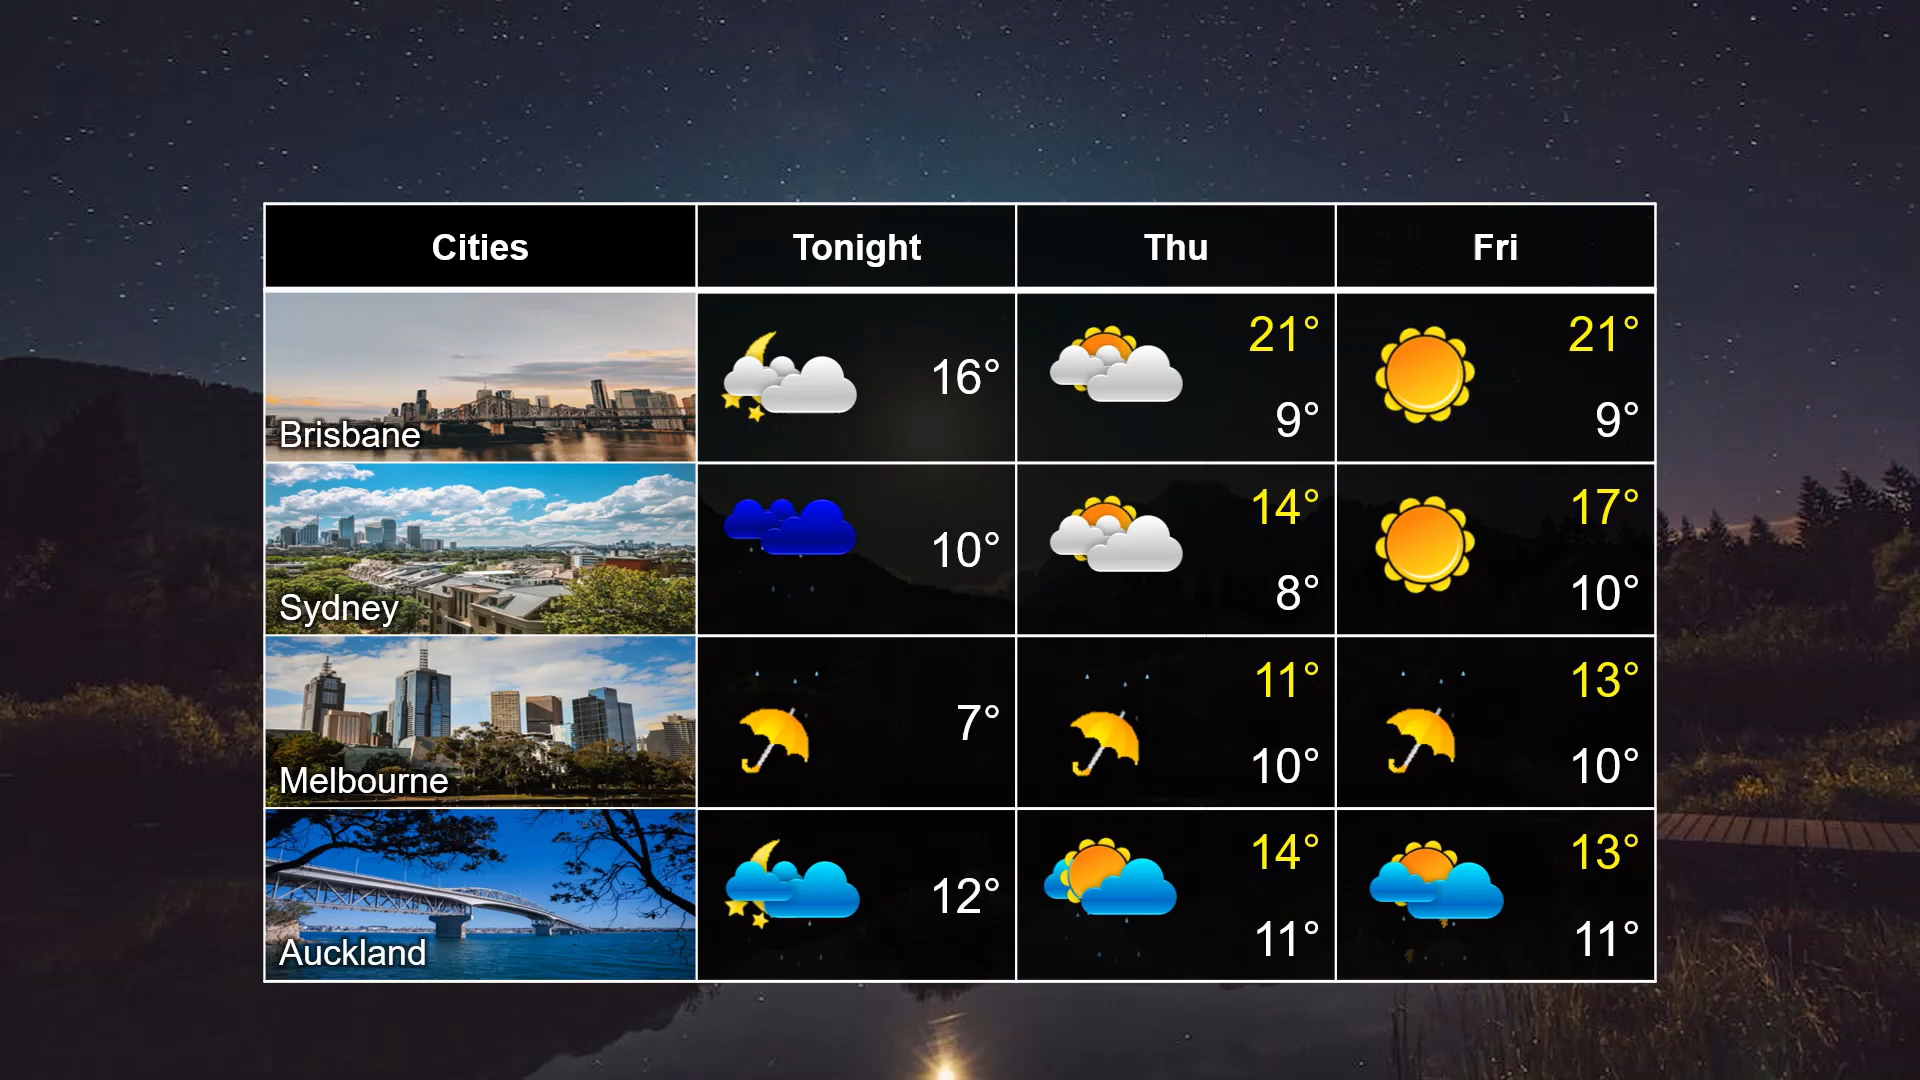 Cities Tonight Thu Fri
Brisbane 16° 21° 9° 21° 9°
Sydney 10° 14° 8° 17° 10°
Melbourne 7° 11° 10° 13° 10°
Auckland 12° 14° 11° 13° 11°